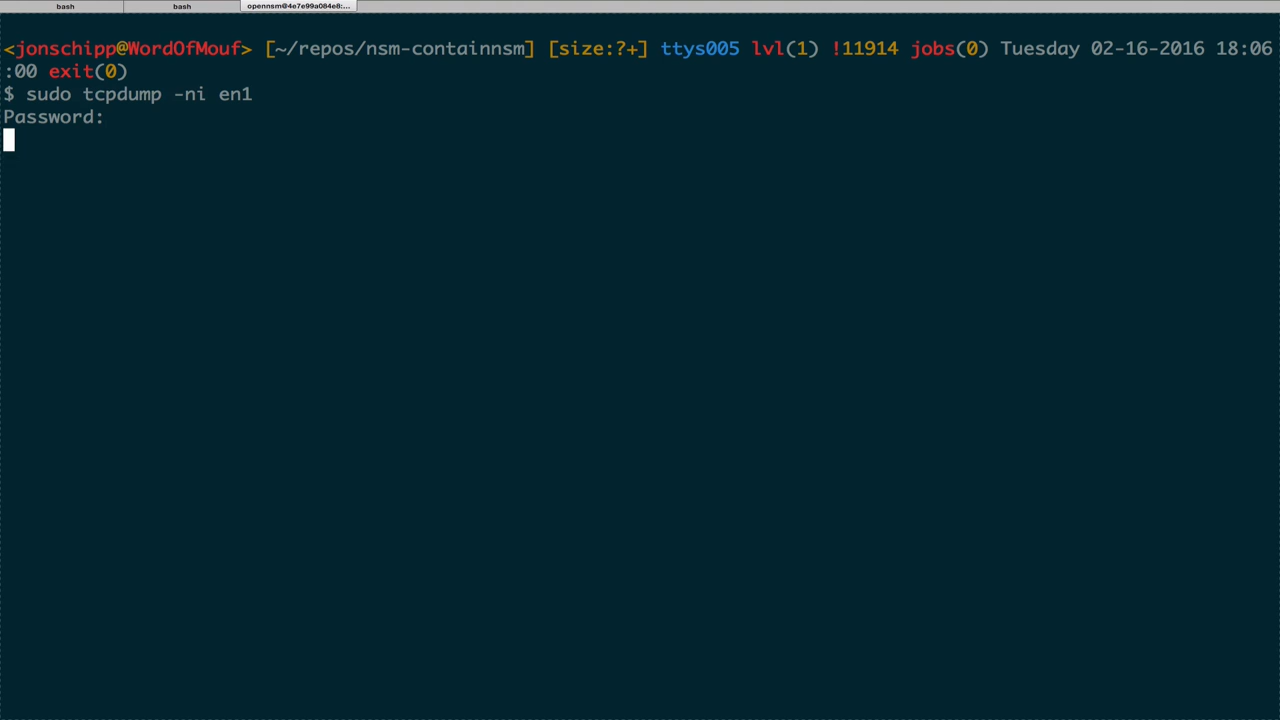 bash bash opennsm@4e7e99a084e8:...
<jonschipp@WordOfMouf> [~/repos/nsm-containnsm] [size:?+] ttys005 lvl(1) !11914 jobs(0) Tuesday 02-16-2016 18:06
:00 exit(0)
$ sudo tcpdump -ni en1
Password: